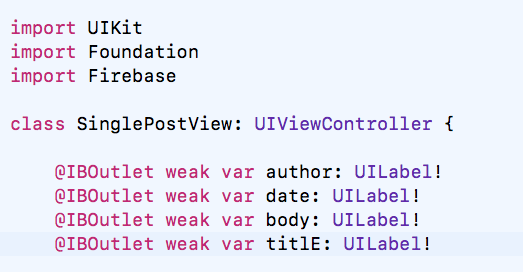 import UIKit
import Foundation
import Firebase
class SinglePostView: UIViewController {
@IBOutlet weak var author: UILabel!
@IBOutlet weak var date: UILabel!
@IBOutlet weak var body: UILabel!
@IBOutlet weak var titlE: UILabel!